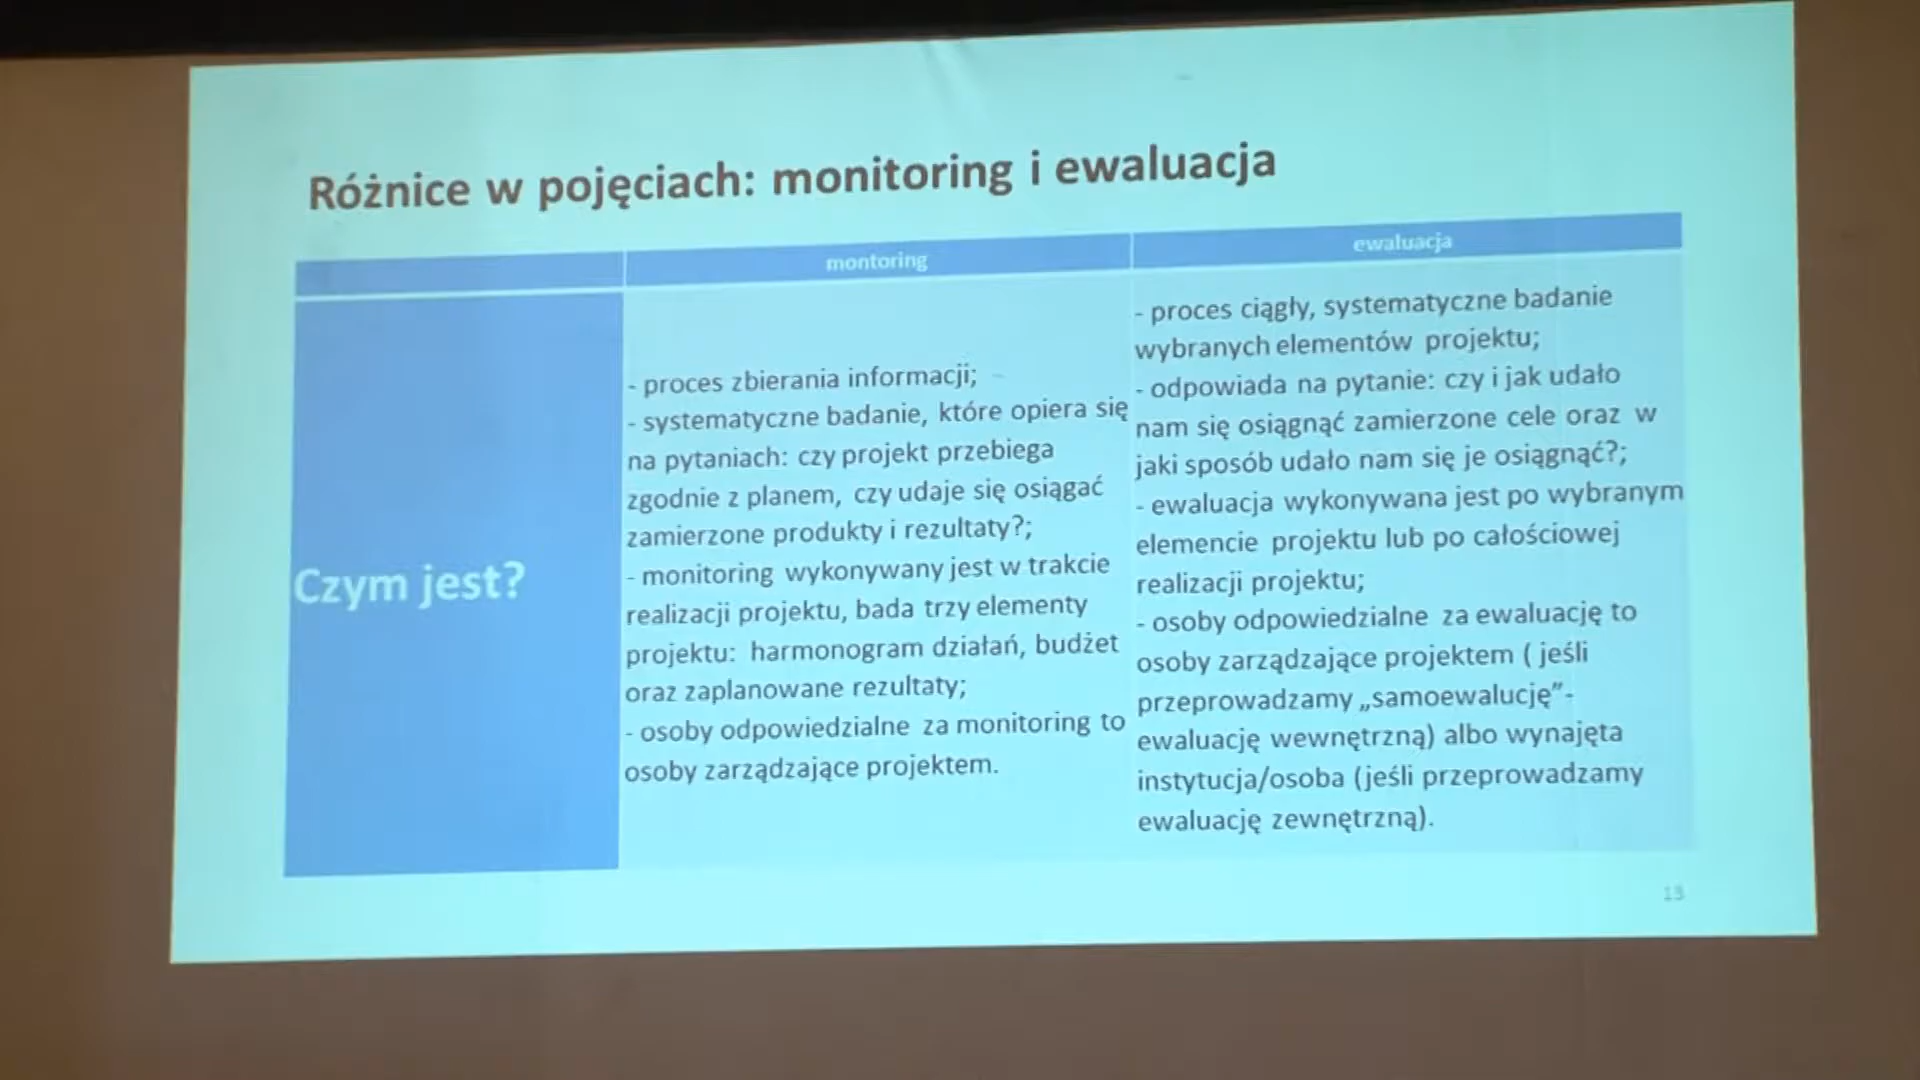 Różnice w pojęciach: monitoring i ewaluacja
montoring
ewaluacja
Czym jest?
- proces zbierania informacji;
- systematyczne badanie, które opiera się
na pytaniach: czy projekt przebiega
zgodnie z planem, czy udaje się osiągać
zamierzone produkty i rezultaty?;
- monitoring wykonywany jest w trakcie
realizacji projektu, bada trzy elementy
projektu: harmonogram działań, budżet
oraz zaplanowane rezultaty;
- osoby odpowiedzialne za monitoring to
osoby zarządzające projektem.
- proces ciągły, systematyczne badanie
wybranych elementów projektu;
- odpowiada na pytanie: czy i jak udało
nam się osiągnąć zamierzone cele oraz w
jaki sposób udało nam się je osiągnąć?;
- ewaluacja wykonywana jest po wybranym
elemencie projektu lub po całościowej
realizacji projektu;
- osoby odpowiedzialne za ewaluację to
osoby zarządzające projektem ( jeśli
przeprowadzamy „samoewalucję”-
ewaluację wewnętrzną) albo wynajęta
instytucja/osoba (jeśli przeprowadzamy
ewaluację zewnętrzną).
13